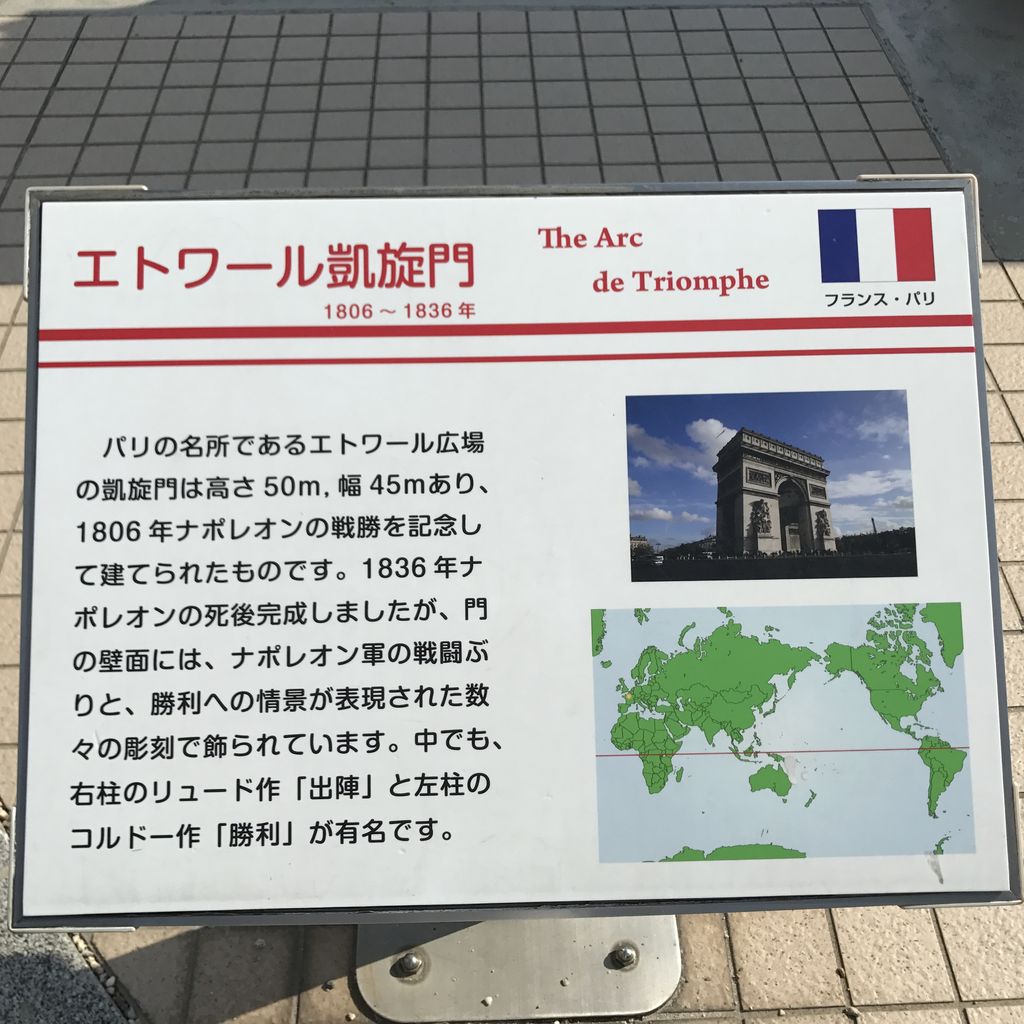 エトワール凱旋門
1806 ～ 1836 年
The Arc
de Triomphe
フランス・パリ
パリの名所であるエトワール広場
の凱旋門は高さ 50m, 幅 45mあり、
1806 年ナポレオンの戦勝を記念し
て建てられたものです。1836 年ナ
ポレオンの死後完成しましたが、門
の壁面には、ナポレオン軍の戦闘ぶ
りと、勝利への情景が表現された数
々の彫刻で飾られています。中でも、
右柱のリュード作「出陣」と左柱の
コルドー作「勝利」が有名です。